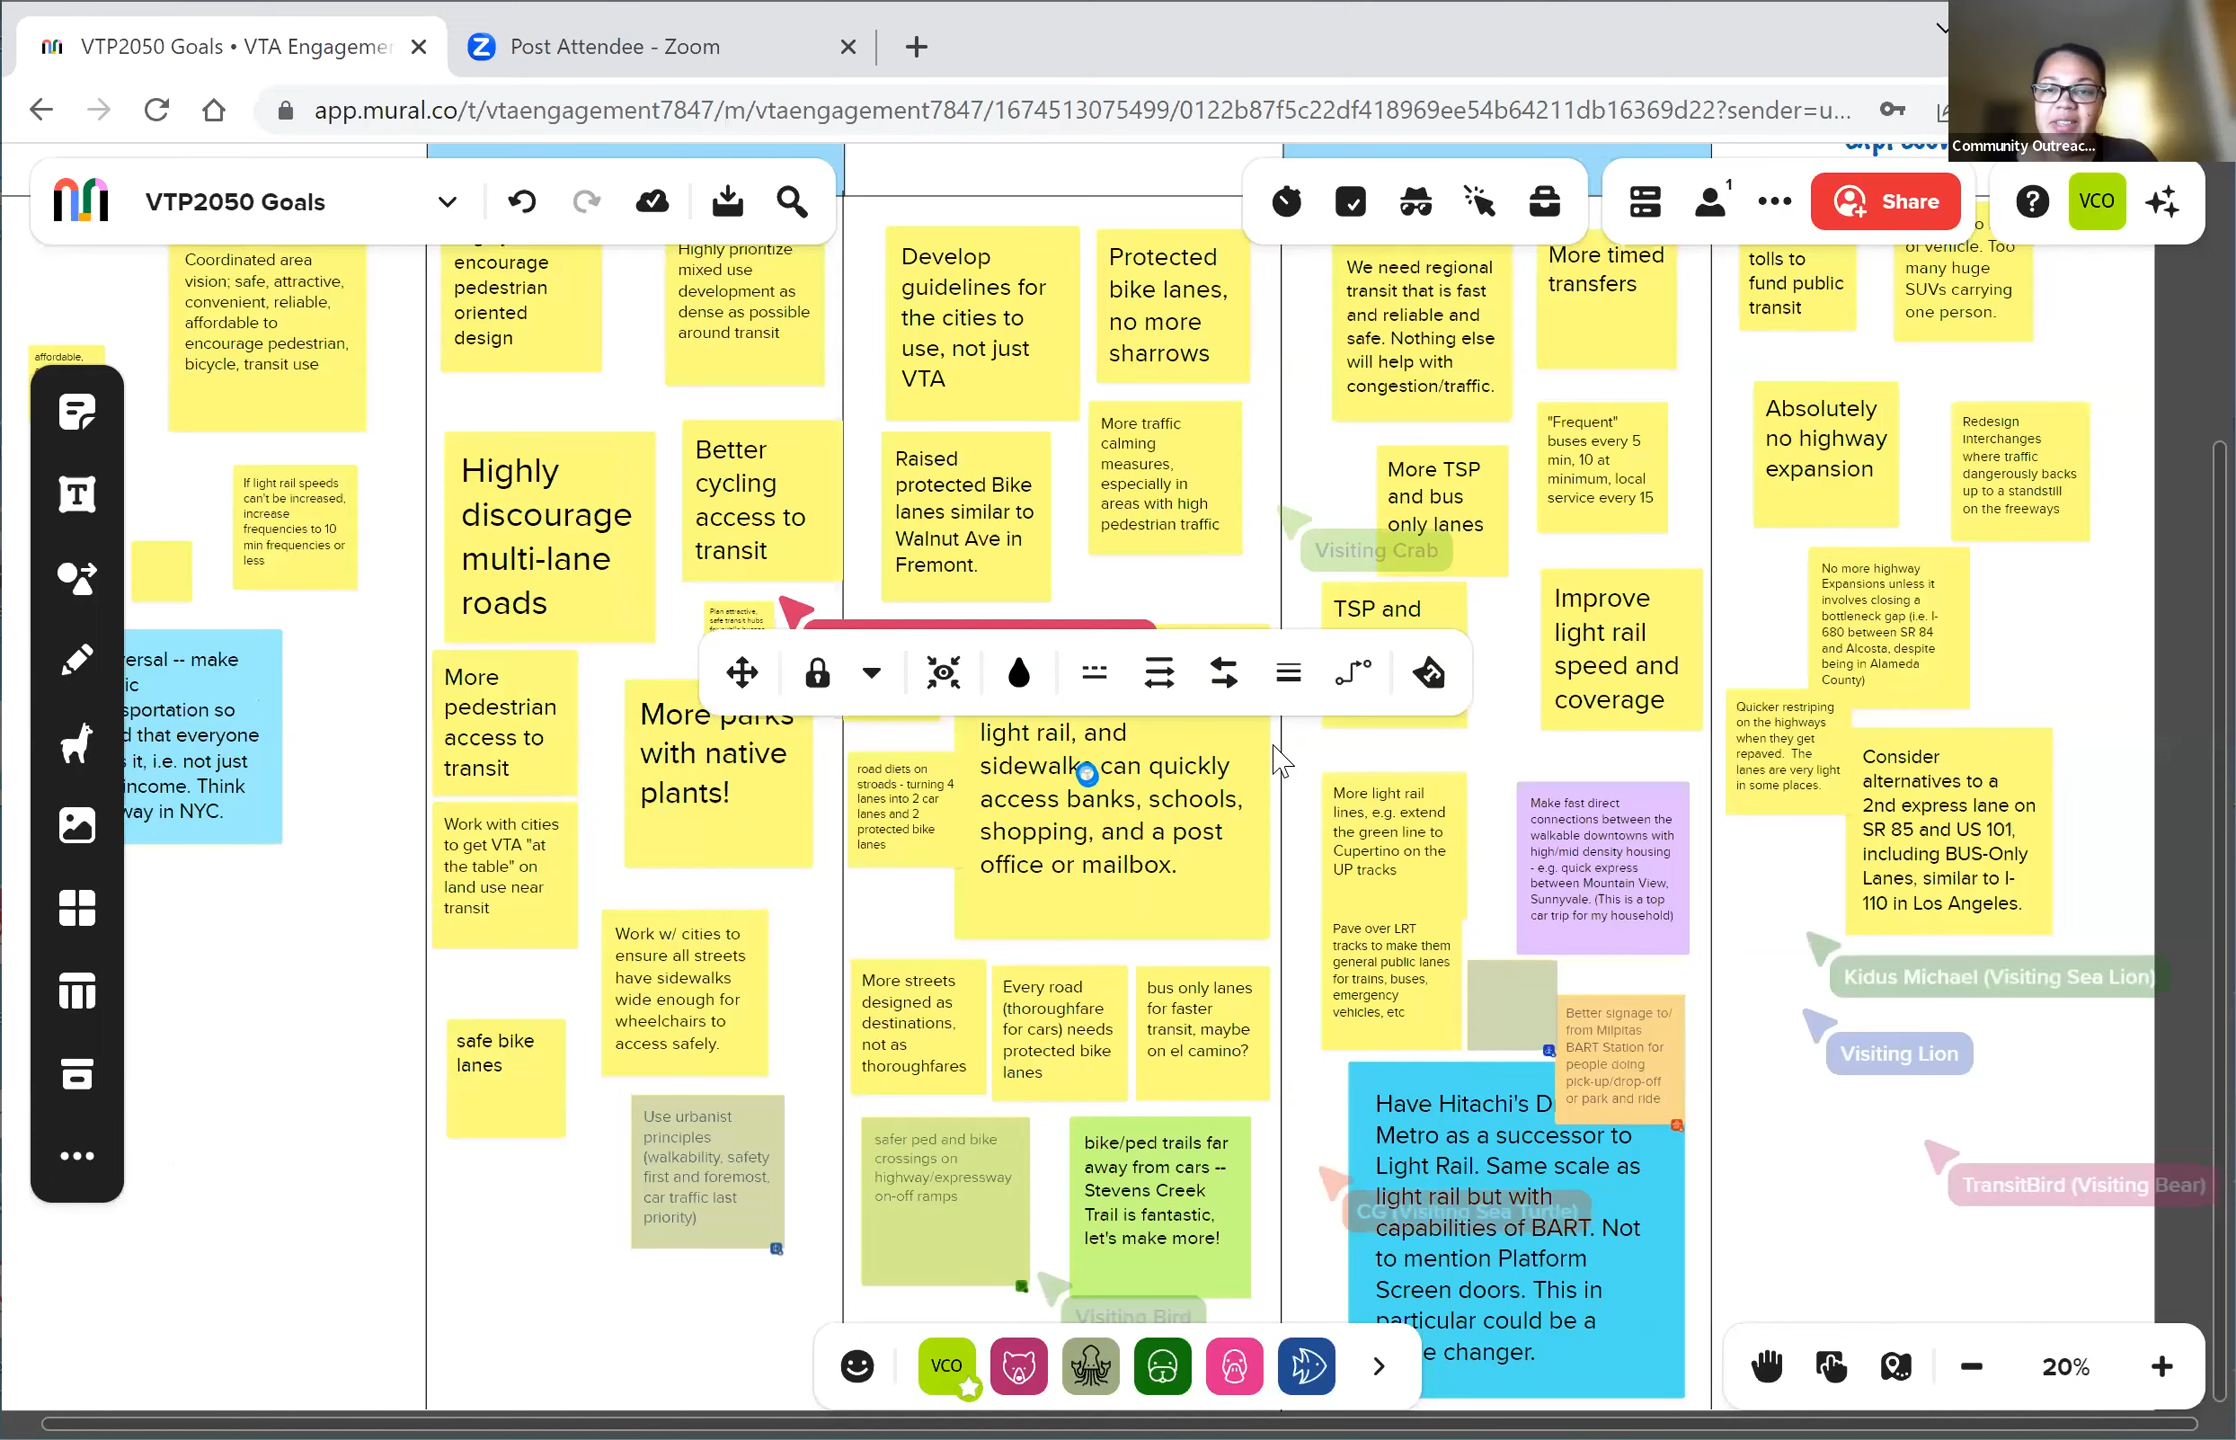 VTP2050 Goals • VTA Engagemer
Post Attendee - Zoom
app.mural.co/t/vtaengagement7847/m/vtaengagement7847/1674513075499/0122b87f5c22df418969ee54b64211db16369d22?sender=u...
Community Outreac...
VTP2050 Goals
1
Share
VCO
Coordinated area
vision; safe, attractive,
convenient, reliable,
affordable to
encourage pedestrian,
bicycle, transit use
affordable,
If light rail speeds
can't be increased,
increase
frequencies to 10
min frequencies or
less
ersal -- make
ic
sportation so
d that everyone
s it, i.e. not just
income. Think
way in NYC.
encourage
pedestrian
oriented
design
Highly prioritize
mixed use
development as
dense as possible
around transit
Highly
discourage
multi-lane
roads
Better
cycling
access to
transit
Plan attractive,
safe transit hubs
More
pedestrian
access to
transit
More parks
with native
plants!
Work with cities
to get VTA "at
the table" on
land use near
transit
Work w/ cities to
ensure all streets
have sidewalks
wide enough for
wheelchairs to
access safely.
safe bike
lanes
Use urbanist
principles
(walkability, safety
first and foremost,
car traffic last
priority)
Develop
guidelines for
the cities to
use, not just
VTA
Protected
bike lanes,
no more
sharrows
Raised
protected Bike
lanes similar to
Walnut Ave in
Fremont.
More traffic
calming
measures,
especially in
areas with high
pedestrian traffic
road diets on
stroads - turning 4
lanes into 2 car
lanes and 2
protected bike
lanes
light rail, and
sidewalks can quickly
access banks, schools,
shopping, and a post
office or mailbox.
More streets
designed as
destinations,
not as
thoroughfares
Every road
(thoroughfare
for cars) needs
protected bike
lanes
bus only lanes
for faster
transit, maybe
on el camino?
safer ped and bike
crossings on
highway/expressway
on-off ramps
bike/ped trails far
away from cars --
Stevens Creek
Trail is fantastic,
let's make more!
Visiting Bird
We need regional
transit that is fast
and reliable and
safe. Nothing else
will help with
congestion/traffic.
More timed
transfers
"Frequent"
buses every 5
min, 10 at
minimum, local
service every 15
More TSP
and bus
only lanes
Visiting Crab
TSP and
Improve
light rail
speed and
coverage
More light rail
lines, e.g. extend
the green line to
Cupertino on the
UP tracks
Make fast direct
connections between the
walkable downtowns with
high/mid density housing
- e.g. quick express
between Mountain View,
Sunnyvale. (This is a top
car trip for my household)
Pave over LRT
tracks to make them
general public lanes
for trains, buses,
emergency
vehicles, etc
Better signage to/
from Milpitas
BART Station for
people doing
pick-up/drop-off
or park and ride
Have Hitachi's D
Metro as a successor to
Light Rail. Same scale as
light rail but with
capabilities of BART. Not
to mention Platform
Screen doors. This in
particular could be a
e changer.
CG (Visiting Sea Turtle)
tolls to
fund public
transit
of vehicle. Too
many huge
SUVs carrying
one person.
Absolutely
no highway
expansion
Redesign
interchanges
where traffic
dangerously backs
up to a standstill
on the freeways
No more highway
Expansions unless it
involves closing a
bottleneck gap (i.e. I-
680 between SR 84
and Alcosta, despite
being in Alameda
County)
Quicker restriping
on the highways
when they get
repaved. The
lanes are very light
in some places.
Consider
alternatives to a
2nd express lane on
SR 85 and US 101,
including BUS-Only
Lanes, similar to I-
110 in Los Angeles.
Kidus Michael (Visiting Sea Lion)
Visiting Lion
TransitBird (Visiting Bear)
VCO
20%